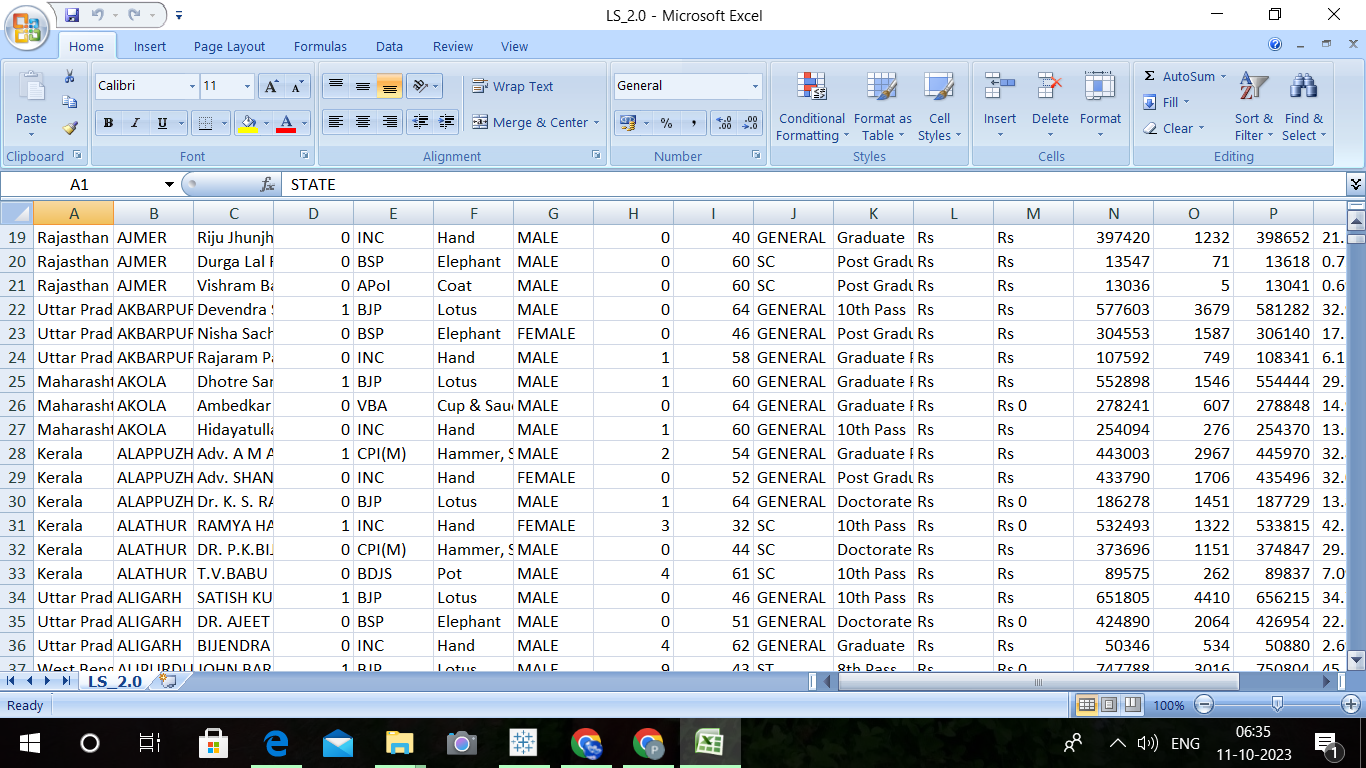 LS_2.0 - Microsoft Excel
Home Insert Page Layout Formulas Data Review View
Paste
Clipboard
Calibri 11
B I U
Font
Wrap Text
Merge & Center
Alignment
General
% ,
Number
Conditional Formatting
Format as Table
Cell Styles
Styles
Insert Delete Format
Cells
Σ AutoSum
Fill
Clear
Sort & Filter
Find & Select
Editing
A1 fx STATE
A B C D E F G H I J K L M N O P
19 Rajasthan AJMER Riju Jhunjh 0 INC Hand MALE 0 40 GENERAL Graduate Rs Rs 397420 1232 398652 21.
20 Rajasthan AJMER Durga Lal R 0 BSP Elephant MALE 0 60 SC Post Gradu Rs Rs 13547 71 13618 0.7
21 Rajasthan AJMER Vishram Ba 0 APoI Coat MALE 0 60 SC Post Gradu Rs Rs 13036 5 13041 0.6
22 Uttar Prad AKBARPUR Devendra S 1 BJP Lotus MALE 0 64 GENERAL 10th Pass Rs Rs 577603 3679 581282 32.
23 Uttar Prad AKBARPUR Nisha Sach 0 BSP Elephant FEMALE 0 46 GENERAL Post Gradu Rs Rs 304553 1587 306140 17.
24 Uttar Prad AKBARPUR Rajaram Pa 0 INC Hand MALE 1 58 GENERAL Graduate P Rs Rs 107592 749 108341 6.1
25 Maharasht AKOLA Dhotre San 1 BJP Lotus MALE 1 60 GENERAL Graduate P Rs Rs 552898 1546 554444 29.
26 Maharasht AKOLA Ambedkar 0 VBA Cup & Sau MALE 0 64 GENERAL Graduate P Rs Rs 0 278241 607 278848 14.
27 Maharasht AKOLA Hidayatulla 0 INC Hand MALE 1 60 GENERAL 10th Pass Rs Rs 254094 276 254370 13.
28 Kerala ALAPPUZH Adv. A M A 1 CPI(M) Hammer, S MALE 2 54 GENERAL Graduate P Rs Rs 443003 2967 445970 32.
29 Kerala ALAPPUZH Adv. SHAN 0 INC Hand FEMALE 0 52 GENERAL Post Gradu Rs Rs 433790 1706 435496 32.
30 Kerala ALAPPUZH Dr. K. S. RA 0 BJP Lotus MALE 1 64 GENERAL Doctorate Rs Rs 0 186278 1451 187729 13.
31 Kerala ALATHUR RAMYA HA 1 INC Hand FEMALE 3 32 SC 10th Pass Rs Rs 0 532493 1322 533815 42.
32 Kerala ALATHUR DR. P.K.BIJ 0 CPI(M) Hammer, S MALE 0 44 SC Doctorate Rs Rs 373696 1151 374847 29.
33 Kerala ALATHUR T.V.BABU 0 BDJS Pot MALE 4 61 SC 10th Pass Rs Rs 89575 262 89837 7.0
34 Uttar Prad ALIGARH SATISH KU 1 BJP Lotus MALE 0 46 GENERAL 10th Pass Rs Rs 651805 4410 656215 34.
35 Uttar Prad ALIGARH DR. AJEET 0 BSP Elephant MALE 0 51 GENERAL Doctorate Rs Rs 0 424890 2064 426954 22.
36 Uttar Prad ALIGARH BIJENDRA 0 INC Hand MALE 4 62 GENERAL Graduate Rs Rs 50346 534 50880 2.6
37 West Beng ALIPURDU JOHN BAR 1 BJP Lotus MALE 9 43 ST 8th Pass Rs Rs 0 747788 3016 750804 45.
LS_2.0
Ready 100%
ENG 06:35
11-10-2023 1